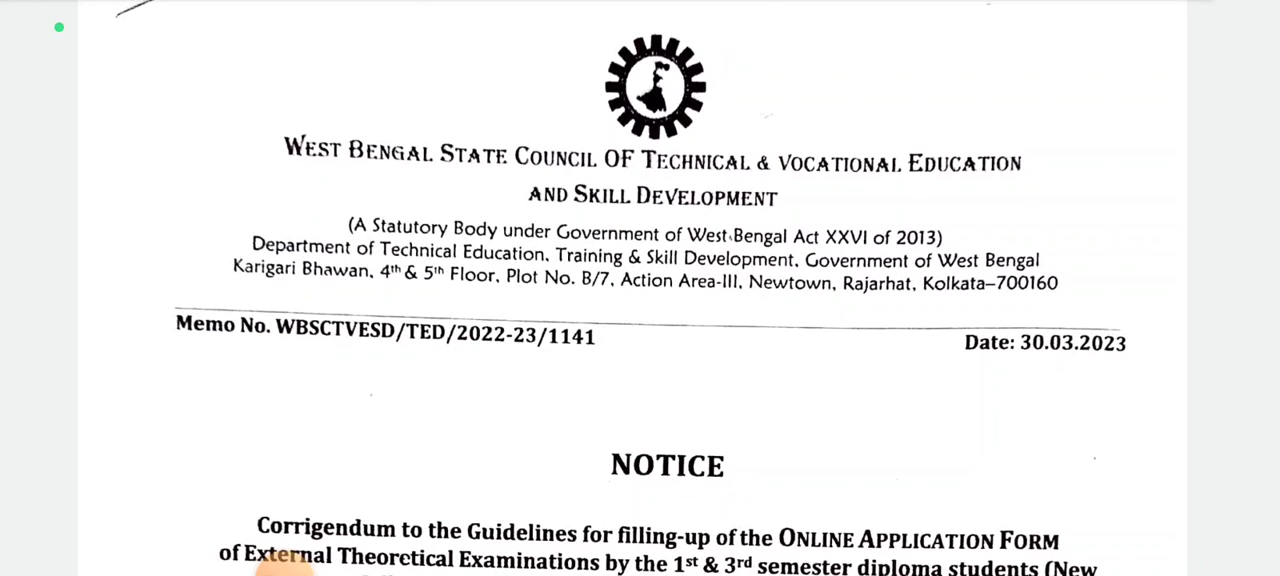 WEST BENGAL STATE COUNCIL OF TECHNICAL & VOCATIONAL EDUCATION
AND SKILL DEVELOPMENT
(A Statutory Body under Government of West Bengal Act XXVI of 2013)
Department of Technical Education, Training & Skill Development, Government of West Bengal
Karigari Bhawan, 4th & 5th Floor, Plot No. B/7, Action Area-III, Newtown, Rajarhat, Kolkata–700160
Memo No. WBSCTVESD/TED/2022-23/1141
Date: 30.03.2023
NOTICE
Corrigendum to the Guidelines for filling-up of the ONLINE APPLICATION FORM
of External Theoretical Examinations by the 1st & 3rd semester diploma students (New